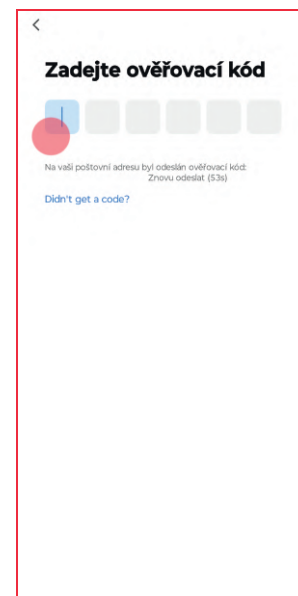 Zadejte ověřovací kód
Na vaši poštovní adresu byl odeslán ověřovací kód:
Znovu odeslat (53s)
Didn't get a code?